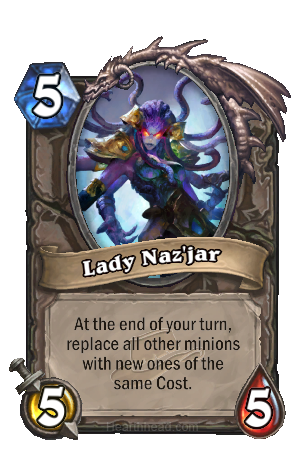 5
Lady Naz'jar
At the end of your turn,
replace all other minions
with new ones of the
same Cost.
5
5